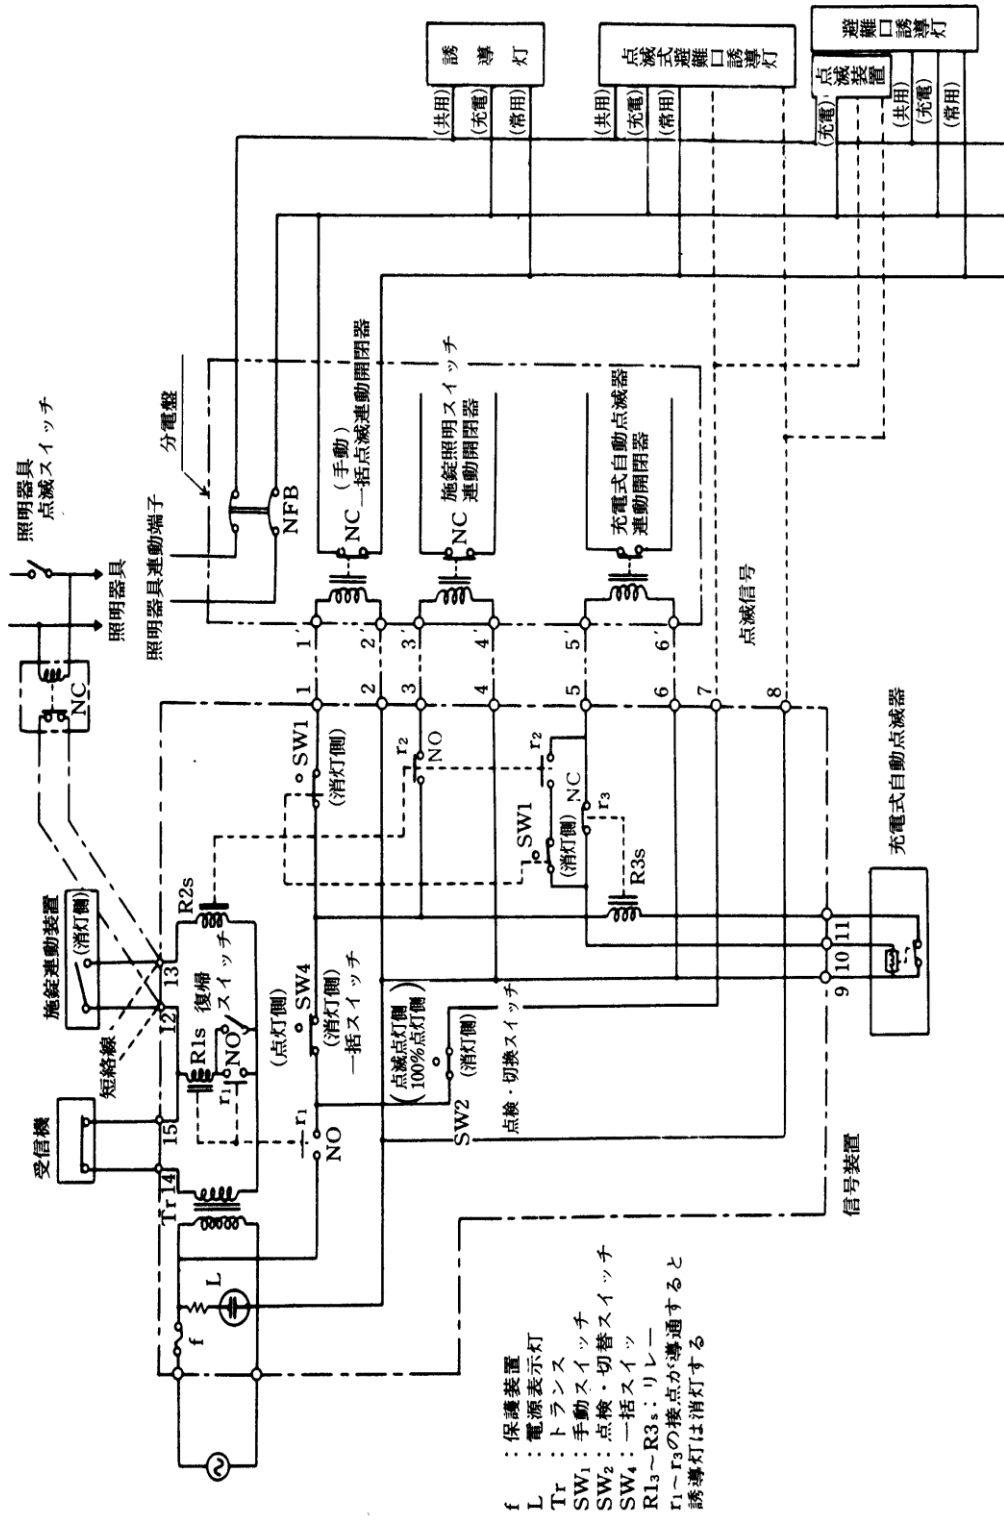 照明器具
点滅スイッチ
照明器具
照明器具連動端子
分電盤
NFB
NC
施錠連動装置
(消灯側)
短絡線
受信機
12
13
14
15
Tr
R1s
復帰
スイッチ
NO
r1
R2s
(点灯側)
SW4
(消灯側)
一括スイッチ
r1
NO
L
f
SW1
(消灯側)
r2
NO
SW1
(消灯側)
r2
NC
r3
R3s
(点滅点灯側
100%点灯側)
SW2
(消灯側)
点検・切換スイッチ
1
2
3
4
5
6
7
8
9
10
11
1′
2′
3′
4′
5′
6′
NC
(手動)
一括点滅連動開閉器
NC
施錠照明スイッチ
連動開閉器
充電式自動点滅器
連動開閉器
点滅信号
充電式自動点滅器
信号装置
誘導灯
(共用)
(充電)
(常用)
点滅式避難口誘導灯
(共用)
(充電)
(常用)
避難口誘導灯
点滅装置
(充電)
(共用)
(充電)
(常用)
f :保護装置
L :電源表示灯
Tr :トランス
SW₁:手動スイッチ
SW₂:点検・切替スイッチ
SW₄:一括スイッ
R1₃〜R3ₛ:リレー
r₁〜r₃の接点が導通すると
誘導灯は消灯する